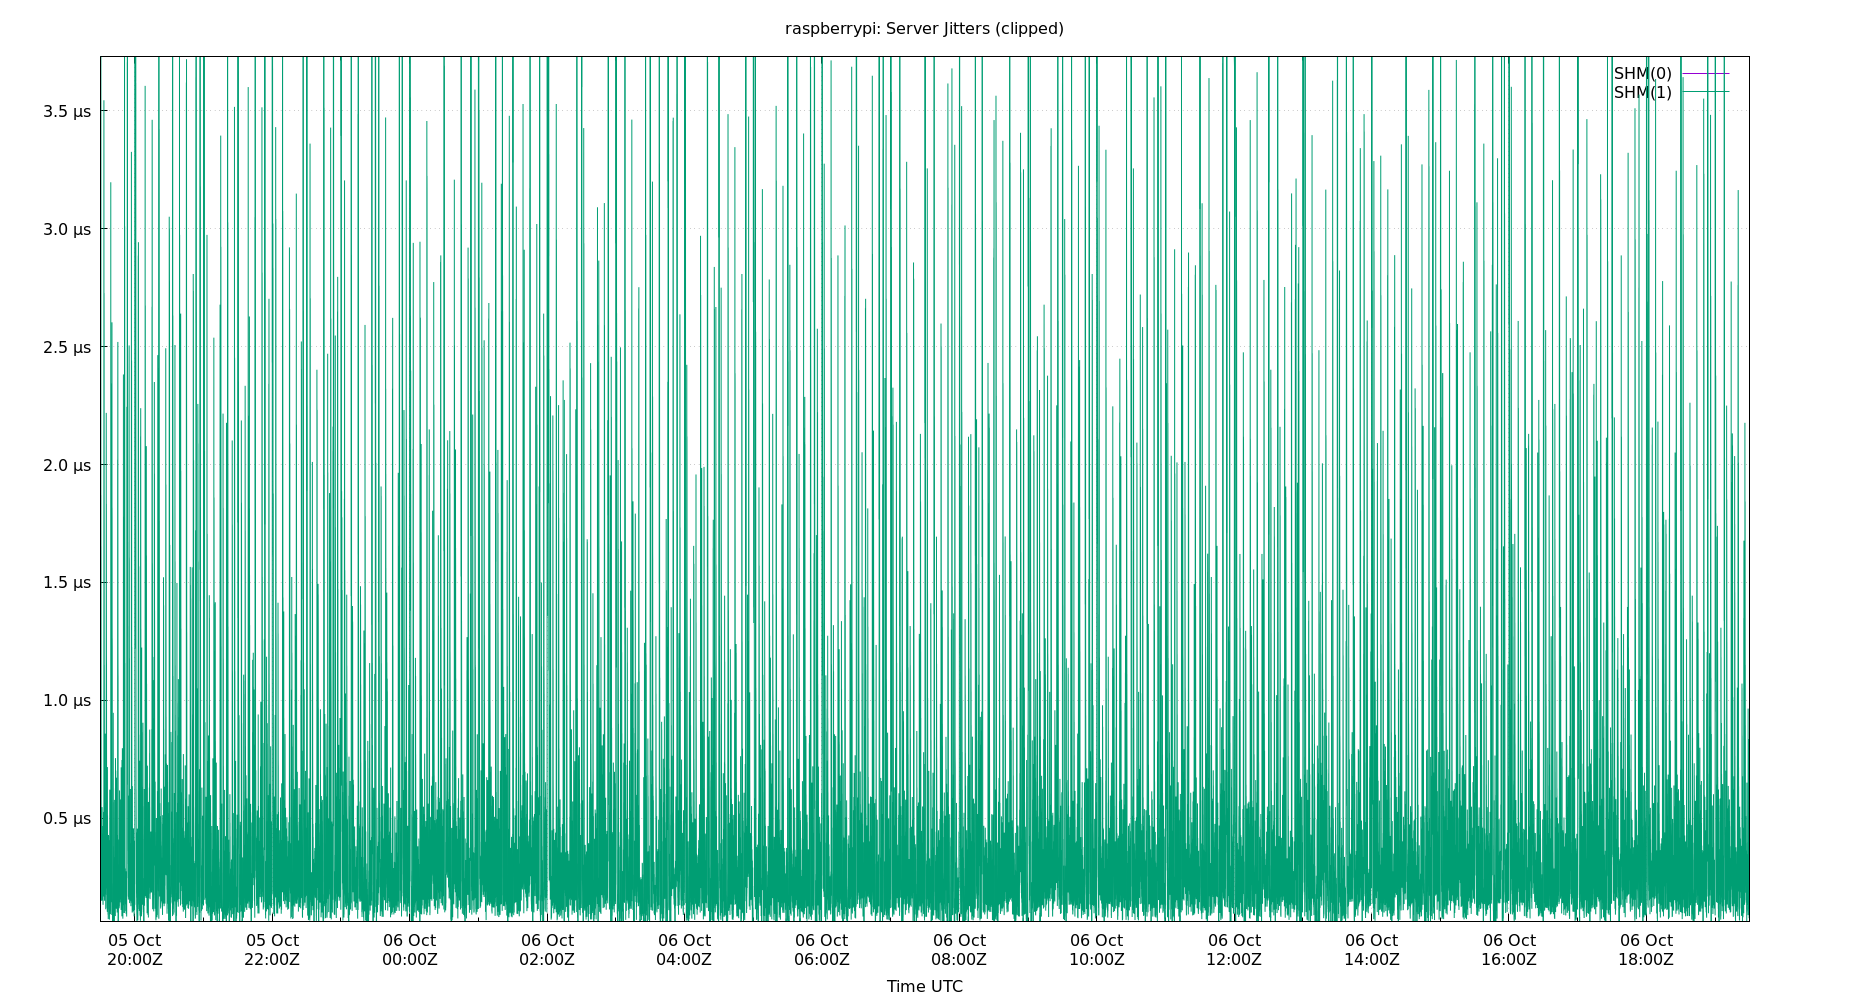 raspberrypi: Server Jitters (clipped)
SHM(0)
SHM(1)
3.5 µs
3.0 µs
2.5 µs
2.0 µs
1.5 µs
1.0 µs
0.5 µs
05 Oct 05 Oct 06 Oct 06 Oct 06 Oct 06 Oct 06 Oct 06 Oct 06 Oct 06 Oct 06 Oct 06 Oct
20:00Z 22:00Z 00:00Z 02:00Z 04:00Z 06:00Z 08:00Z 10:00Z 12:00Z 14:00Z 16:00Z 18:00Z
Time UTC